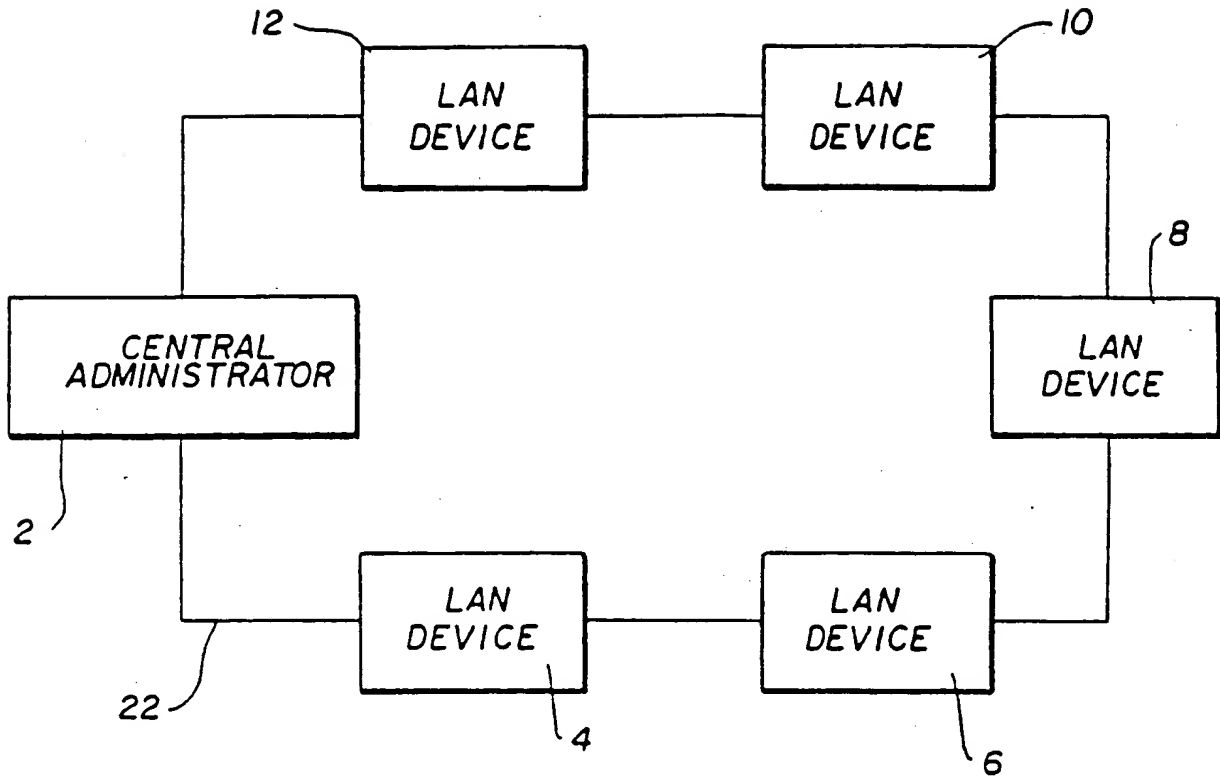 12
10
LAN
DEVICE
LAN
DEVICE
8
CENTRAL
ADMINISTRATOR
LAN
DEVICE
2
LAN
DEVICE
LAN
DEVICE
22
4
6